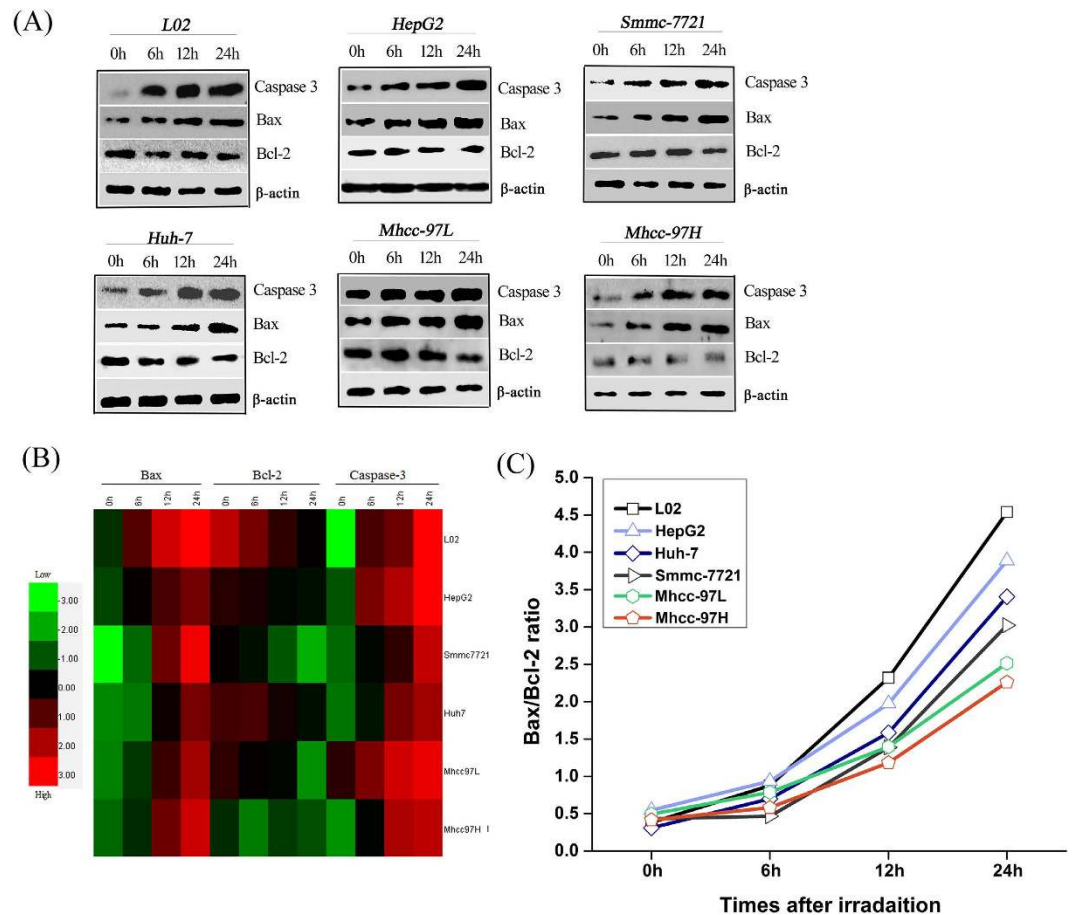 (A)
L02
0h 6h 12h 24h
Caspase 3
Bax
Bcl-2
β-actin
HepG2
0h 6h 12h 24h
Caspase 3
Bax
Bcl-2
β-actin
Smmc-7721
0h 6h 12h 24h
Caspase 3
Bax
Bcl-2
β-actin
Huh-7
0h 6h 12h 24h
Caspase 3
Bax
Bcl-2
β-actin
Mhcc-97L
0h 6h 12h 24h
Caspase 3
Bax
Bcl-2
β-actin
Mhcc-97H
0h 6h 12h 24h
Caspase 3
Bax
Bcl-2
β-actin
(B)
Bax Bcl-2 Caspase-3
0h 6h 12h 24h 0h 6h 12h 24h 0h 6h 12h 24h
L02
HepG2
Smmc7721
Huh7
Mhcc97L
Mhcc97H
Low
-3.00
-2.00
-1.00
0.00
1.00
2.00
3.00
High
(C)
Bax/Bcl-2 ratio
5.0
4.5
4.0
3.5
3.0
2.5
2.0
1.5
1.0
0.5
0.0
L02
HepG2
Huh-7
Smmc-7721
Mhcc-97L
Mhcc-97H
0h 6h 12h 24h
Times after irradaition